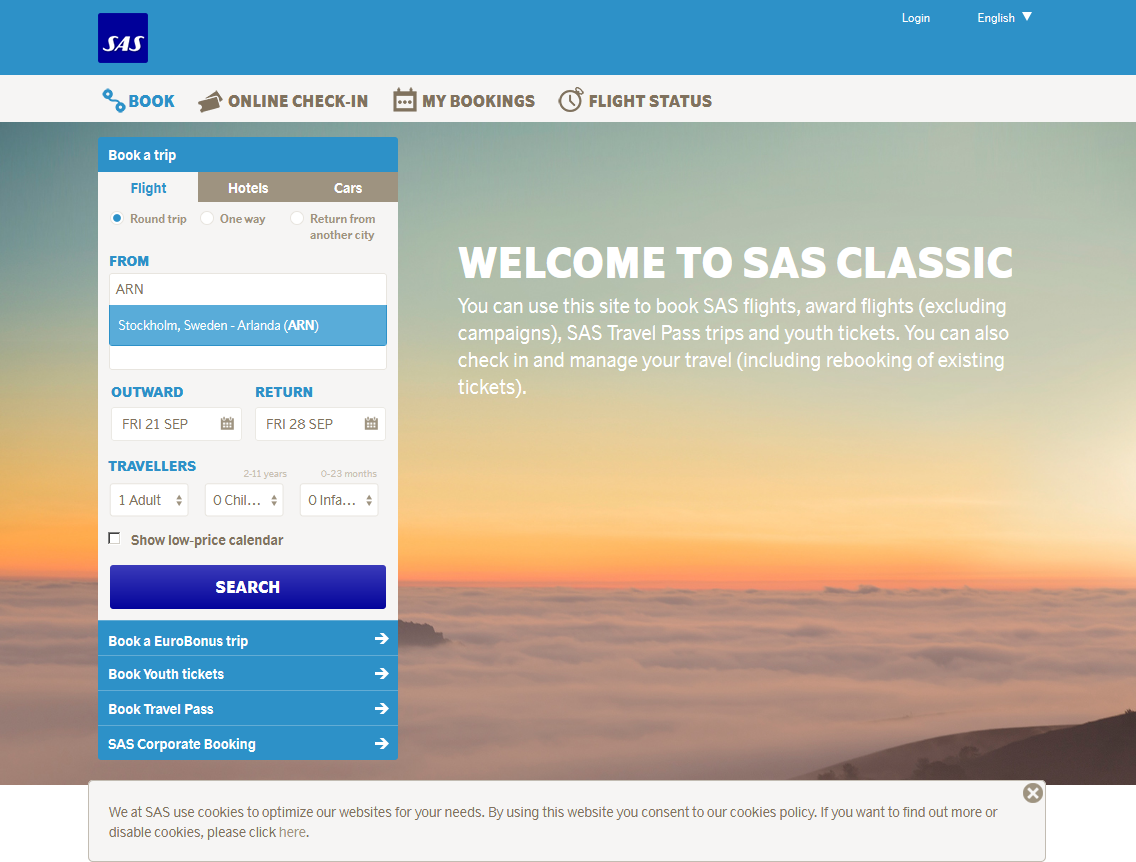 SAS
Login
English
BOOK
ONLINE CHECK-IN
MY BOOKINGS
FLIGHT STATUS
Book a trip
Flight
Hotels
Cars
Round trip
One way
Return from
another city
FROM
ARN
Stockholm, Sweden - Arlanda (ARN)
OUTWARD
RETURN
FRI 21 SEP
FRI 28 SEP
TRAVELLERS
2-11 years
0-23 months
1 Adult
0 Chil...
0 Infa...
Show low-price calendar
SEARCH
Book a EuroBonus trip
Book Youth tickets
Book Travel Pass
SAS Corporate Booking
WELCOME TO SAS CLASSIC
You can use this site to book SAS flights, award flights (excluding
campaigns), SAS Travel Pass trips and youth tickets. You can also
check in and manage your travel (including rebooking of existing
tickets).
We at SAS use cookies to optimize our websites for your needs. By using this website you consent to our cookies policy. If you want to find out more or
disable cookies, please click here.